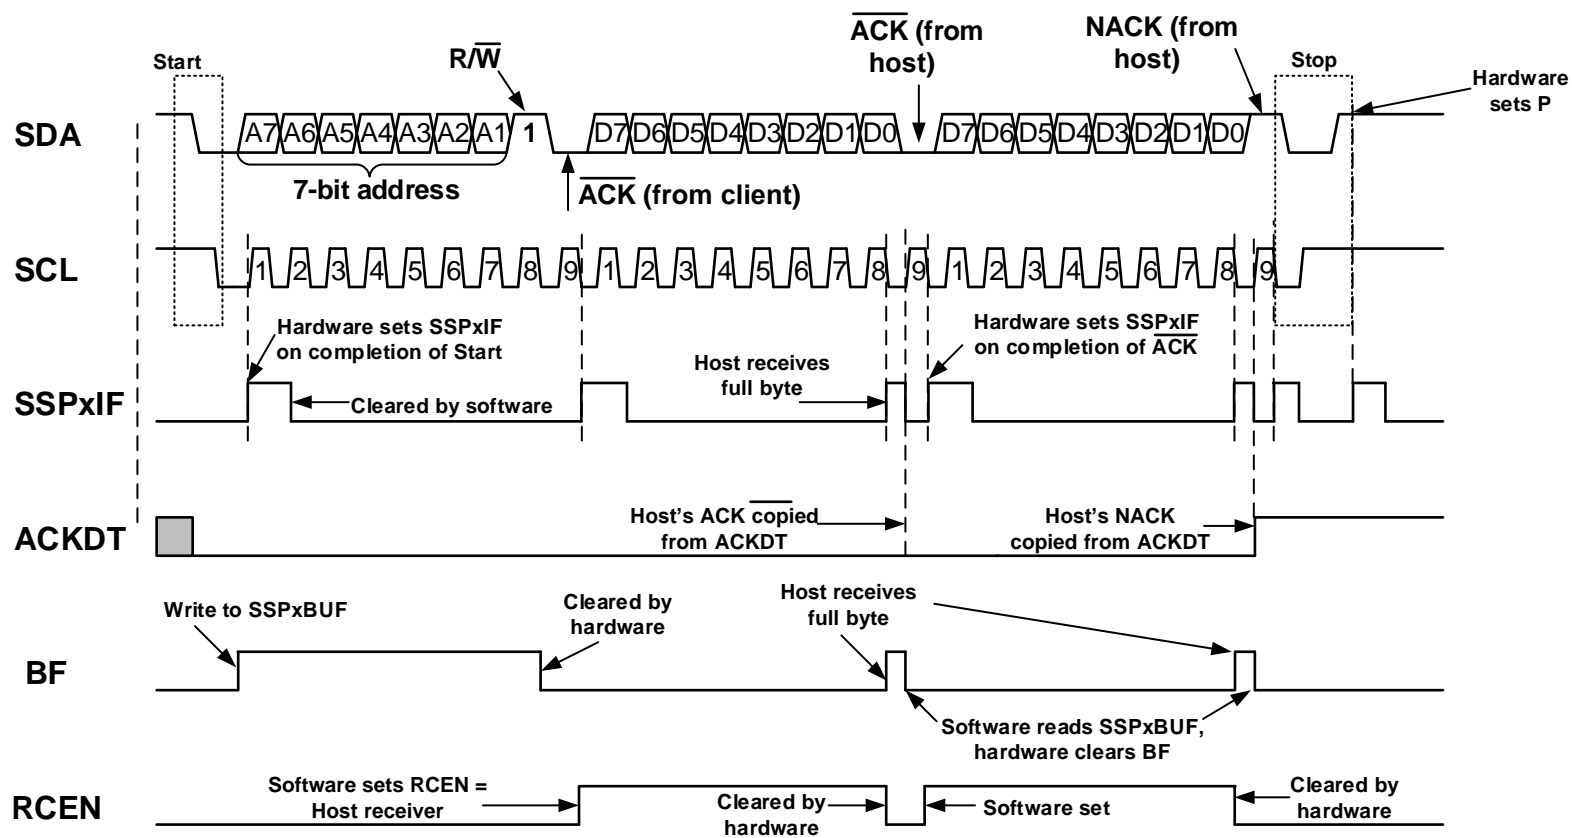 ACK (from
host)
NACK (from
host)
R/W
Start
Stop
Hardware
sets P
SDA
A7 A6 A5 A4 A3 A2 A1 1 D7 D6 D5 D4 D3 D2 D1 D0 D7 D6 D5 D4 D3 D2 D1 D0
7-bit address
ACK (from client)
SCL
1 2 3 4 5 6 7 8 9 1 2 3 4 5 6 7 8 9 1 2 3 4 5 6 7 8 9
Hardware sets SSPxIF
on completion of Start
Hardware sets SSPxIF
on completion of ACK
Host receives
full byte
SSPxIF
Cleared by software
Host's ACK copied
from ACKDT
Host's NACK
copied from ACKDT
ACKDT
Write to SSPxBUF
Cleared by
hardware
Host receives
full byte
BF
Software reads SSPxBUF,
hardware clears BF
RCEN
Software sets RCEN =
Host receiver
Cleared by
hardware
Software set
Cleared by
hardware